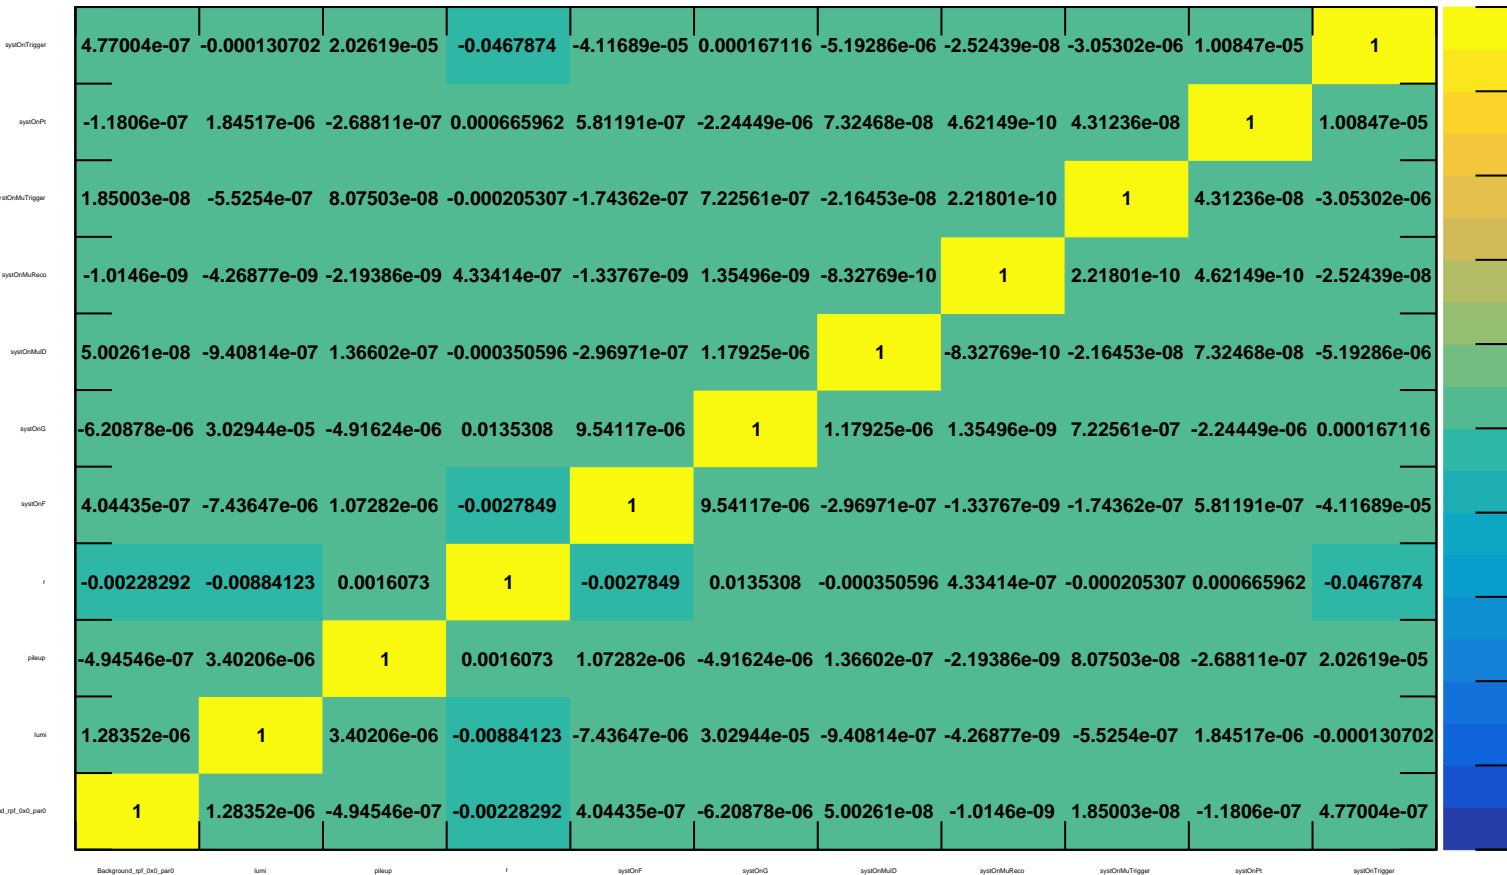 systOnTrigger 4.77004e-07 -0.000130702 2.02619e-05 -0.0467874 -4.11689e-05 0.000167116 -5.19286e-06 -2.52439e-08 -3.05302e-06 1.00847e-05 1
systOnPt -1.1806e-07 1.84517e-06 -2.68811e-07 0.000665962 5.81191e-07 -2.24449e-06 7.32468e-08 4.62149e-10 4.31236e-08 1 1.00847e-05
stOnMuTrigger 1.85003e-08 -5.5254e-07 8.07503e-08 -0.000205307 -1.74362e-07 7.22561e-07 -2.16453e-08 2.21801e-10 1 4.31236e-08 -3.05302e-06
systOnMuReco -1.0146e-09 -4.26877e-09 -2.19386e-09 4.33414e-07 -1.33767e-09 1.35496e-09 -8.32769e-10 1 2.21801e-10 4.62149e-10 -2.52439e-08
systOnMuID 5.00261e-08 -9.40814e-07 1.36602e-07 -0.000350596 -2.96971e-07 1.17925e-06 1 -8.32769e-10 -2.16453e-08 7.32468e-08 -5.19286e-06
systOnG -6.20878e-06 3.02944e-05 -4.91624e-06 0.0135308 9.54117e-06 1 1.17925e-06 1.35496e-09 7.22561e-07 -2.24449e-06 0.000167116
systOnF 4.04435e-07 -7.43647e-06 1.07282e-06 -0.0027849 1 9.54117e-06 -2.96971e-07 -1.33767e-09 -1.74362e-07 5.81191e-07 -4.11689e-05
r -0.00228292 -0.00884123 0.0016073 1 -0.0027849 0.0135308 -0.000350596 4.33414e-07 -0.000205307 0.000665962 -0.0467874
pileup -4.94546e-07 3.40206e-06 1 0.0016073 1.07282e-06 -4.91624e-06 1.36602e-07 -2.19386e-09 8.07503e-08 -2.68811e-07 2.02619e-05
lumi 1.28352e-06 1 3.40206e-06 -0.00884123 -7.43647e-06 3.02944e-05 -9.40814e-07 -4.26877e-09 -5.5254e-07 1.84517e-06 -0.000130702
d_rpf_0x0_par0 1 1.28352e-06 -4.94546e-07 -0.00228292 4.04435e-07 -6.20878e-06 5.00261e-08 -1.0146e-09 1.85003e-08 -1.1806e-07 4.77004e-07
Background_rpf_0x0_par0 lumi pileup r systOnF systOnG systOnMuID systOnMuReco systOnMuTrigger systOnPt systOnTrigger